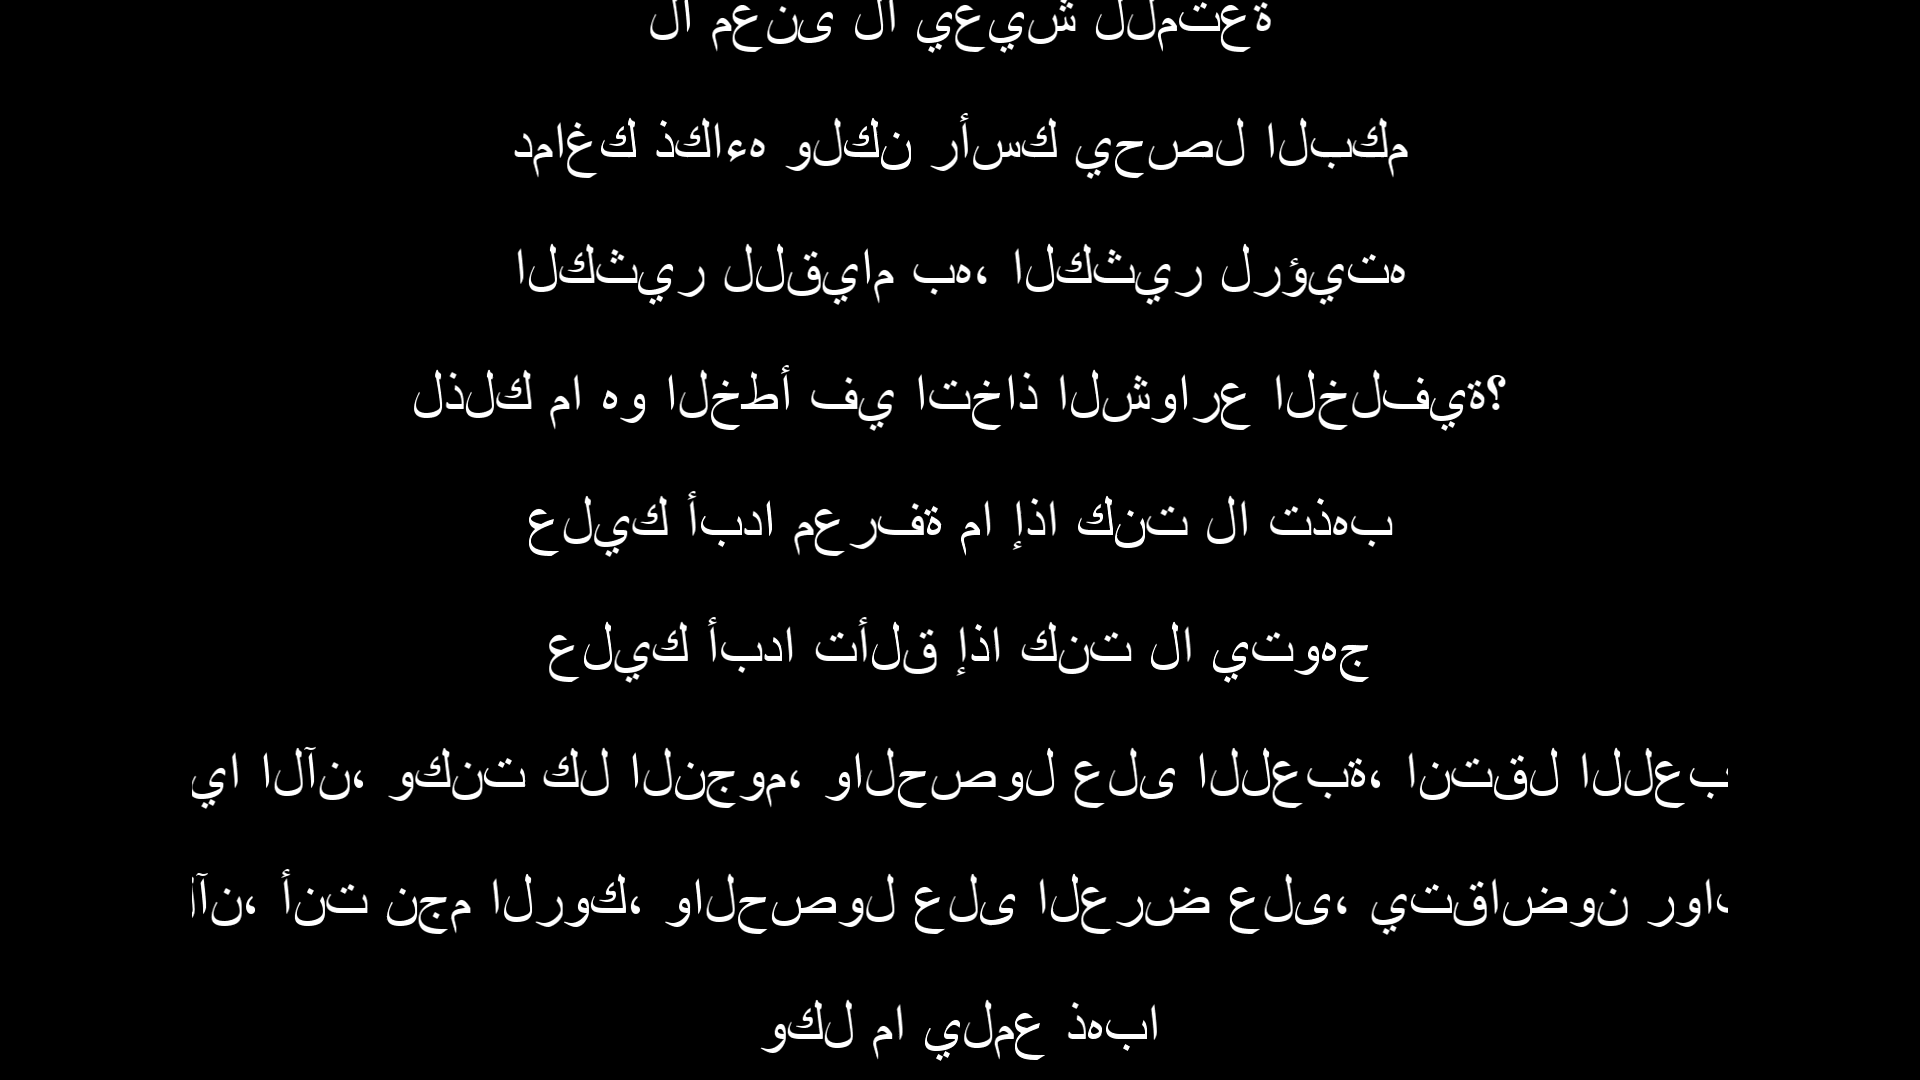 لا معنى لا يعيش للمتعة
دماغك ذكاءه ولكن رأسك يحصل البكم
الكثير للقيام به، الكثير لرؤيته
لذلك ما هو الخطأ في اتخاذ الشوارع الخلفية؟
عليك أبدا معرفة ما إذا كنت لا تذهب
عليك أبدا تألق إذا كنت لا يتوهج
يا الآن، وكنت كل النجوم، والحصول على اللعبة، انتقل اللعب
أنت نجم الروك، والحصول على العرض على، يتقاضون
وكل ما يلمع ذهبا